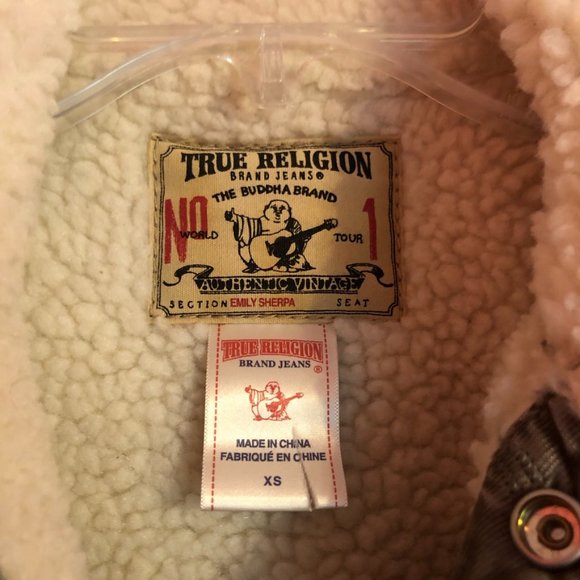 TRUE RELIGION
BRAND JEANS®
THE BUDDHA BRAND
NO. 1
WORLD TOUR
AUTHENTIC VINTAGE
SECTION EMILY SHERPA SEAT
TRUE RELIGION
BRAND JEANS ®
MADE IN CHINA
FABRIQUÉ EN CHINE
XS